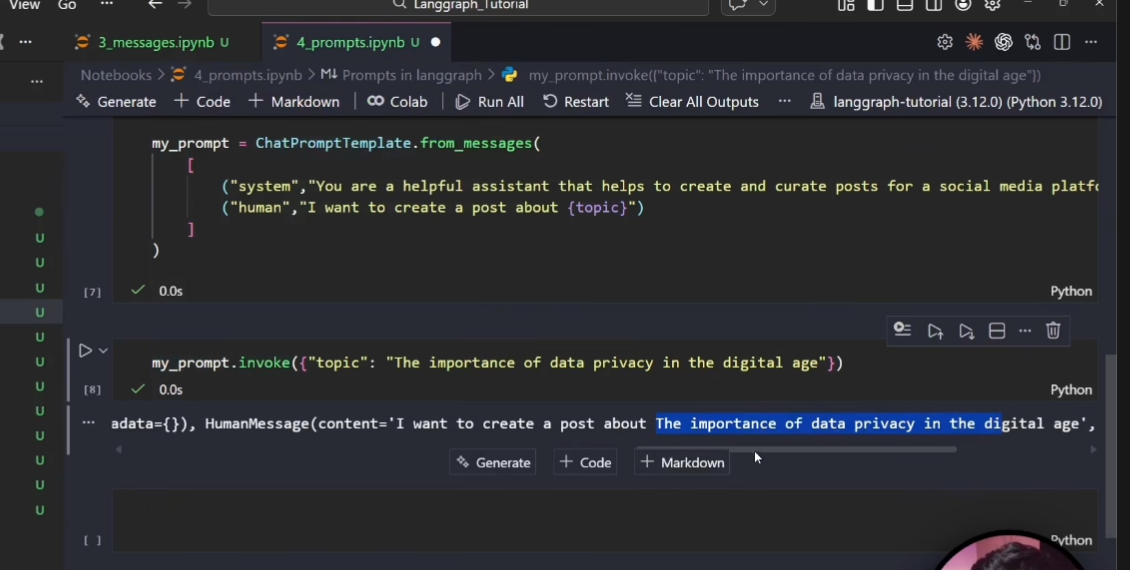 View Go ... Langgraph_Tutorial
3_messages.ipynb U 4_prompts.ipynb U
Notebooks > 4_prompts.ipynb > M↓ Prompts in langgraph > my_prompt.invoke({"topic": "The importance of data privacy in the digital age"})
Generate + Code + Markdown Colab Run All Restart Clear All Outputs ... langgraph-tutorial (3.12.0) (Python 3.12.0)
my_prompt = ChatPromptTemplate.from_messages(
[
("system","You are a helpful assistant that helps to create and curate posts for a social media platfo
("human","I want to create a post about {topic}")
]
)
[7] 0.0s Python
my_prompt.invoke({"topic": "The importance of data privacy in the digital age"})
[8] 0.0s Python
... adata={}), HumanMessage(content='I want to create a post about The importance of data privacy in the digital age',
Generate + Code + Markdown
[ ] Python
U
U
U
U
U
U
U
U
U
U
U
U